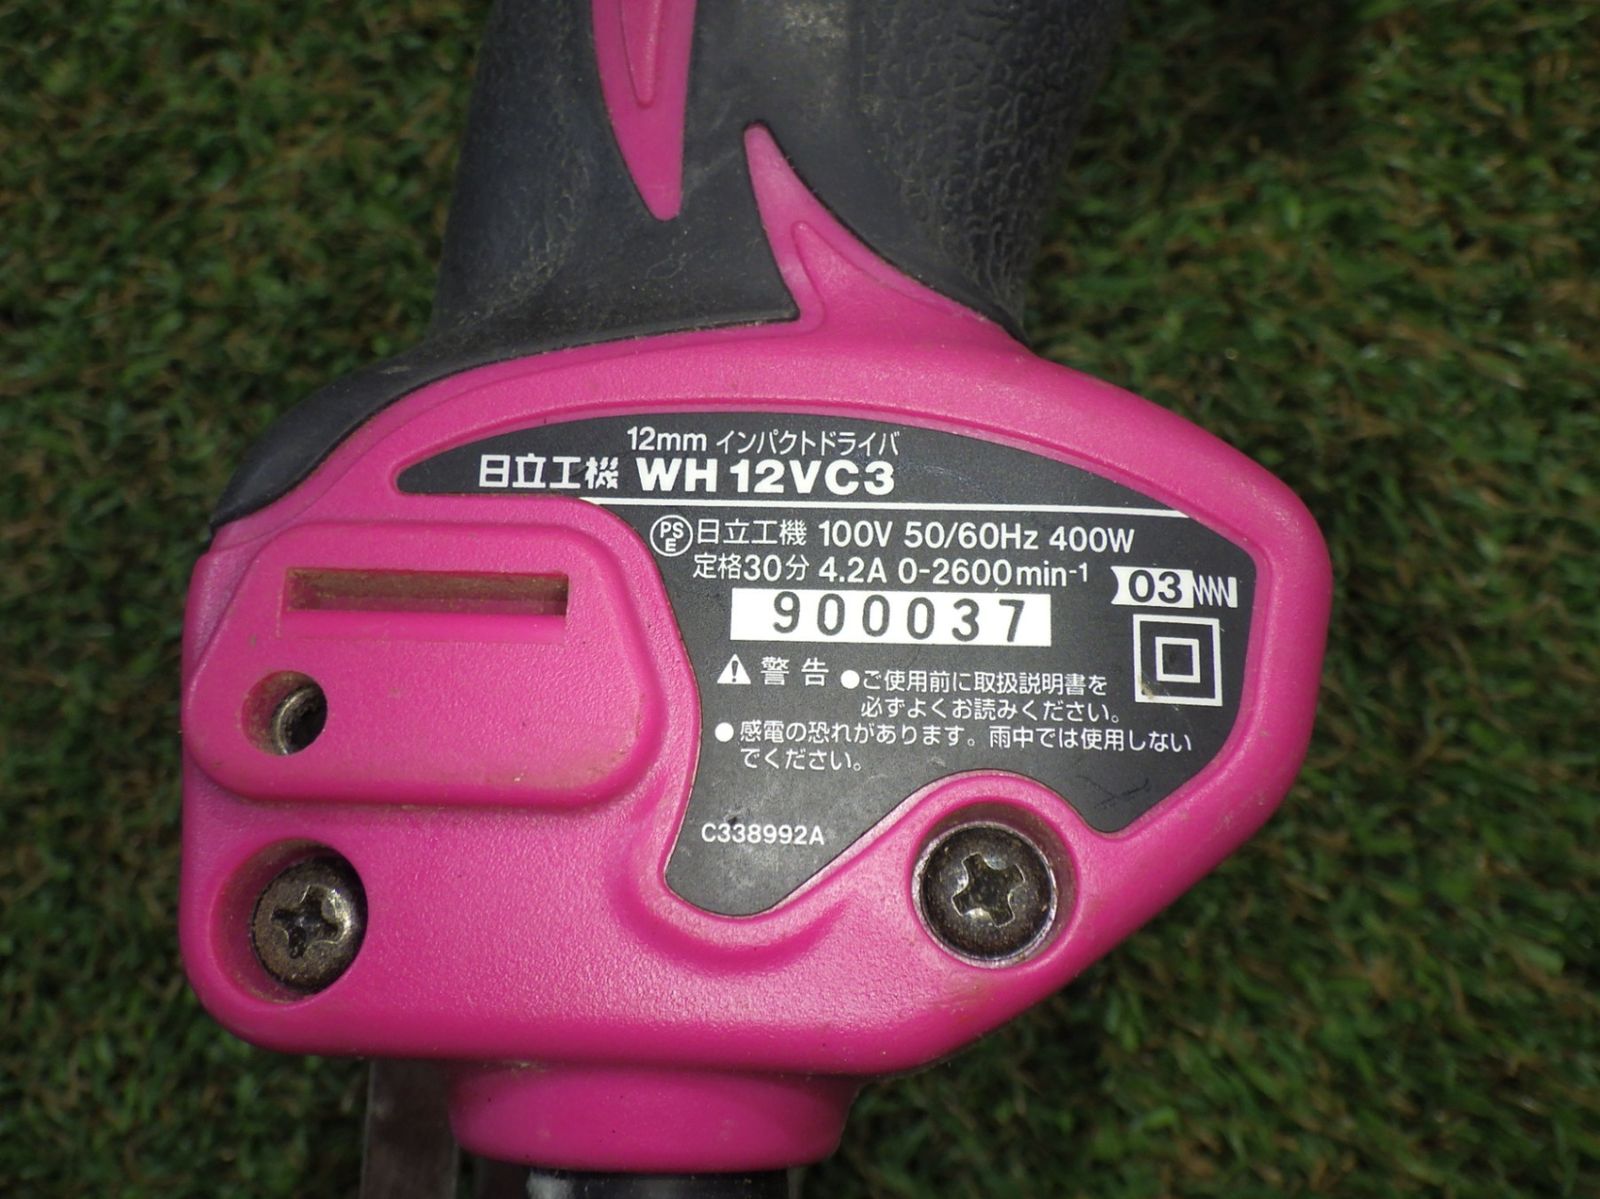 12mm インパクトドライバ
日立工機 WH 12VC3
PSE 日立工機 100V 50/60Hz 400W
定格30分 4.2A 0-2600min-1
03
900037
警告 ●ご使用前に取扱説明書を
必ずよくお読みください。
●感電の恐れがあります。雨中では使用しない
でください。
C338992A